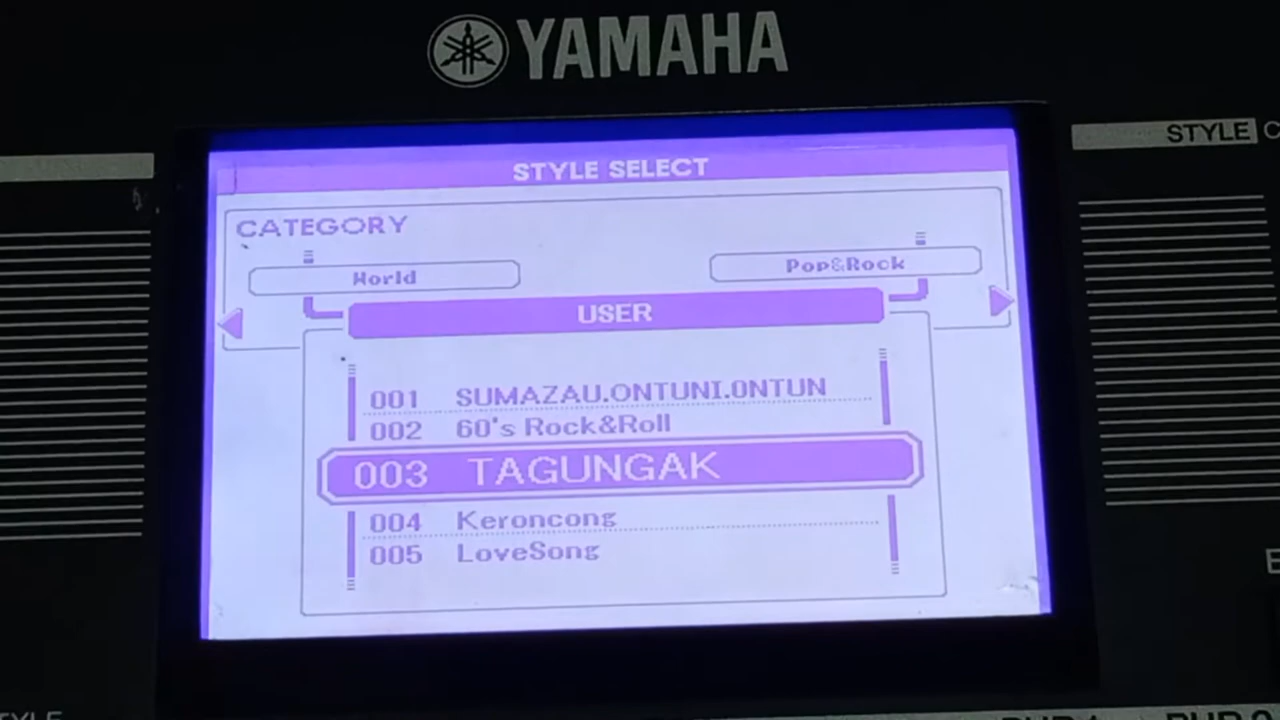 YAMAHA
STYLE
STYLE SELECT
CATEGORY
World
Pop&Rock
USER
001 SUMAZAU.ONTUNI.ONTUN
002 60's Rock&Roll
003 TAGUNGAK
004 Keroncong
005 LoveSong